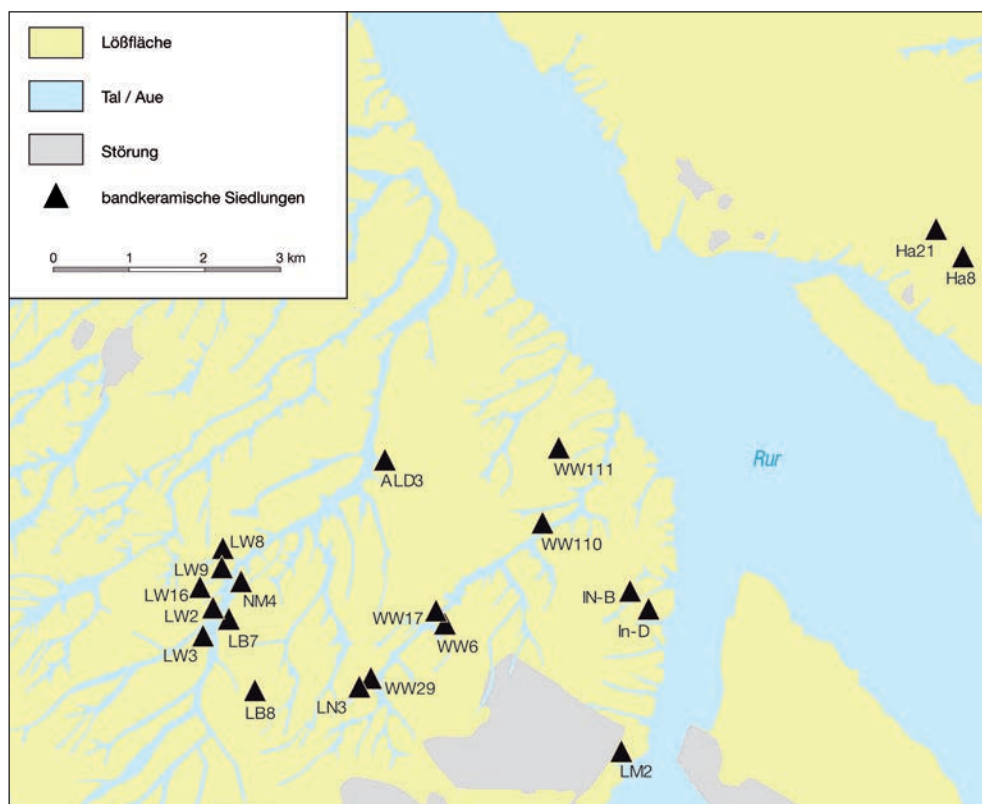 Lößfläche
Tal / Aue
Störung
bandkeramische Siedlungen
0 1 2 3 km
Ha21
Ha8
WW111
Rur
ALD3
WW110
LW8
LW9
LW16
NM4
LW2
LB7
LW3
IN-B
In-D
WW17
WW6
WW29
LN3
LB8
LM2